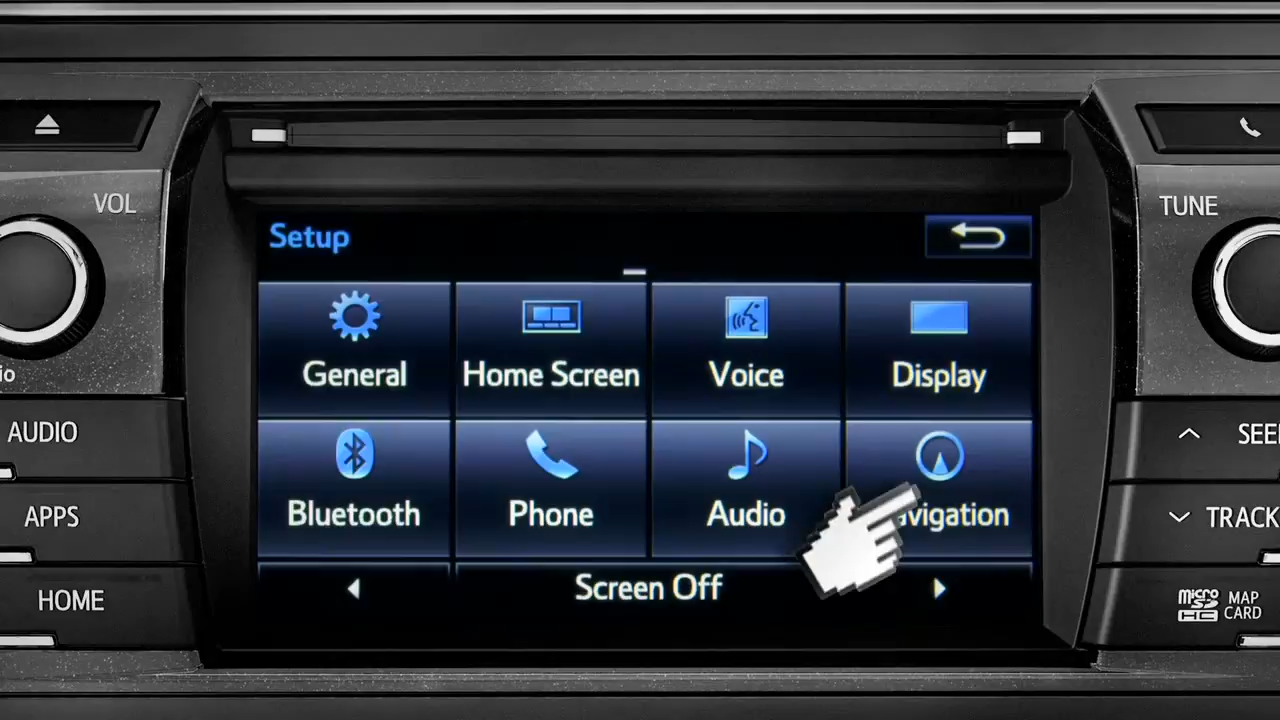 VOL
TUNE
Setup
General
Home Screen
Voice
Display
io
AUDIO
SEE
Bluetooth
Phone
Audio
avigation
APPS
TRACK
Screen Off
HOME
micro
SD
HC
MAP
CARD